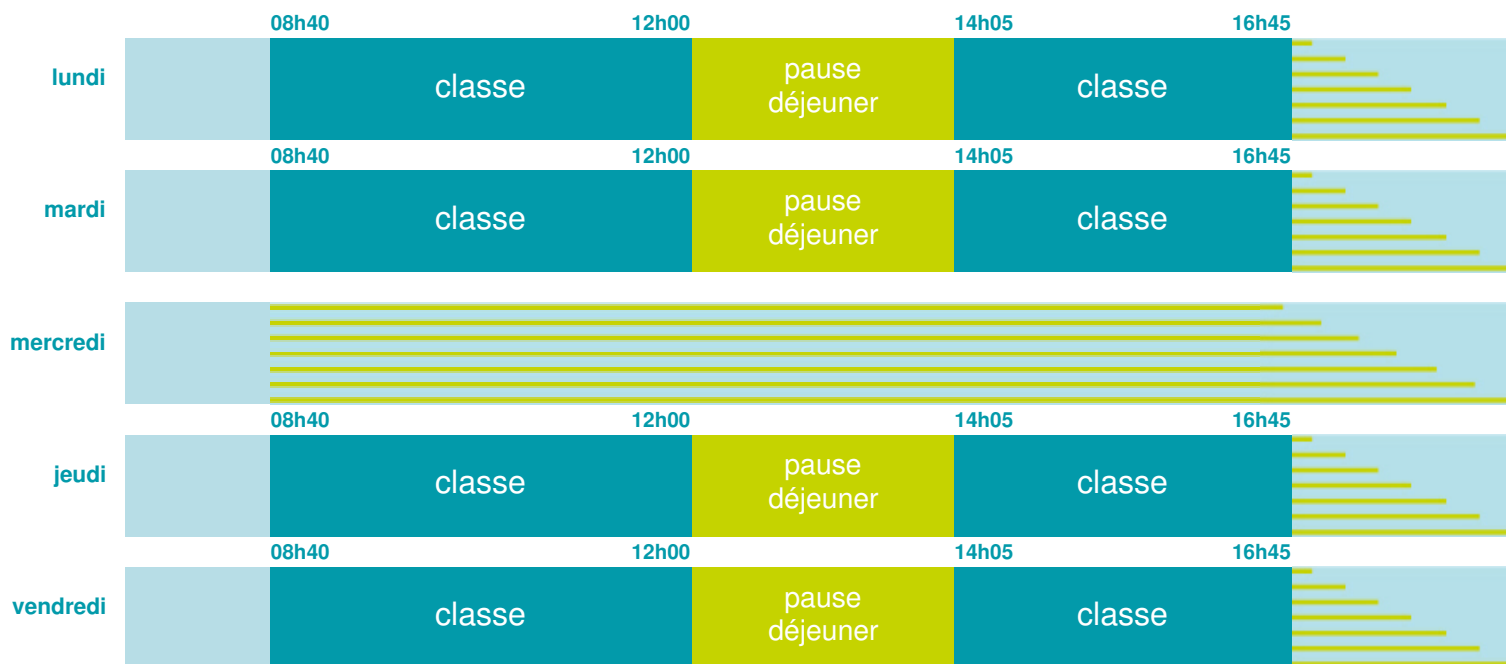 08h40 12h00 14h05 16h45
lundi classe pause déjeuner classe
08h40 12h00 14h05 16h45
mardi classe pause déjeuner classe
mercredi
08h40 12h00 14h05 16h45
jeudi classe pause déjeuner classe
08h40 12h00 14h05 16h45
vendredi classe pause déjeuner classe